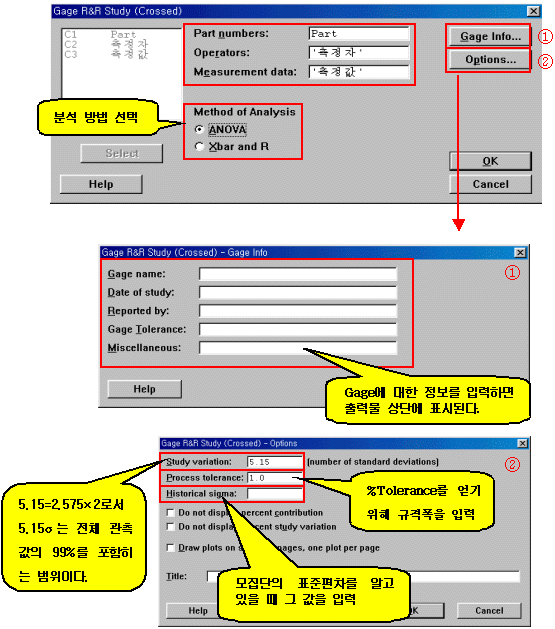 Gage R&R Study (Crossed)
C1 Part
C2 측정자
C3 측정값
Part numbers: Part
Operators: '측정자'
Measurement data: '측정값'
Gage Info... ①
Options... ②
분석 방법 선택
Method of Analysis
ANOVA
Xbar and R
Select
OK
Help
Cancel
Gage R&R Study (Crossed) - Gage Info
①
Gage name:
Date of study:
Reported by:
Gage Tolerance:
Miscellaneous:
Help
Gage에 대한 정보를 입력하면
출력물 상단에 표시된다.
Gage R&R Study (Crossed) - Options
②
Study variation: 5.15 (number of standard deviations)
Process tolerance: 1.0
Historical sigma:
%Tolerance를 얻기
위해 규격폭을 입력
5.15=2.575×2로서
5.15σ는 전체 관측
값의 99%를 포함하
는 범위이다.
Do not display percent contribution
Do not display percent study variation
Draw plots on pages, one plot per page
Title:
모집단의 표준편차를 알고
있을 때 그 값을 입력
Help
OK
Cancel